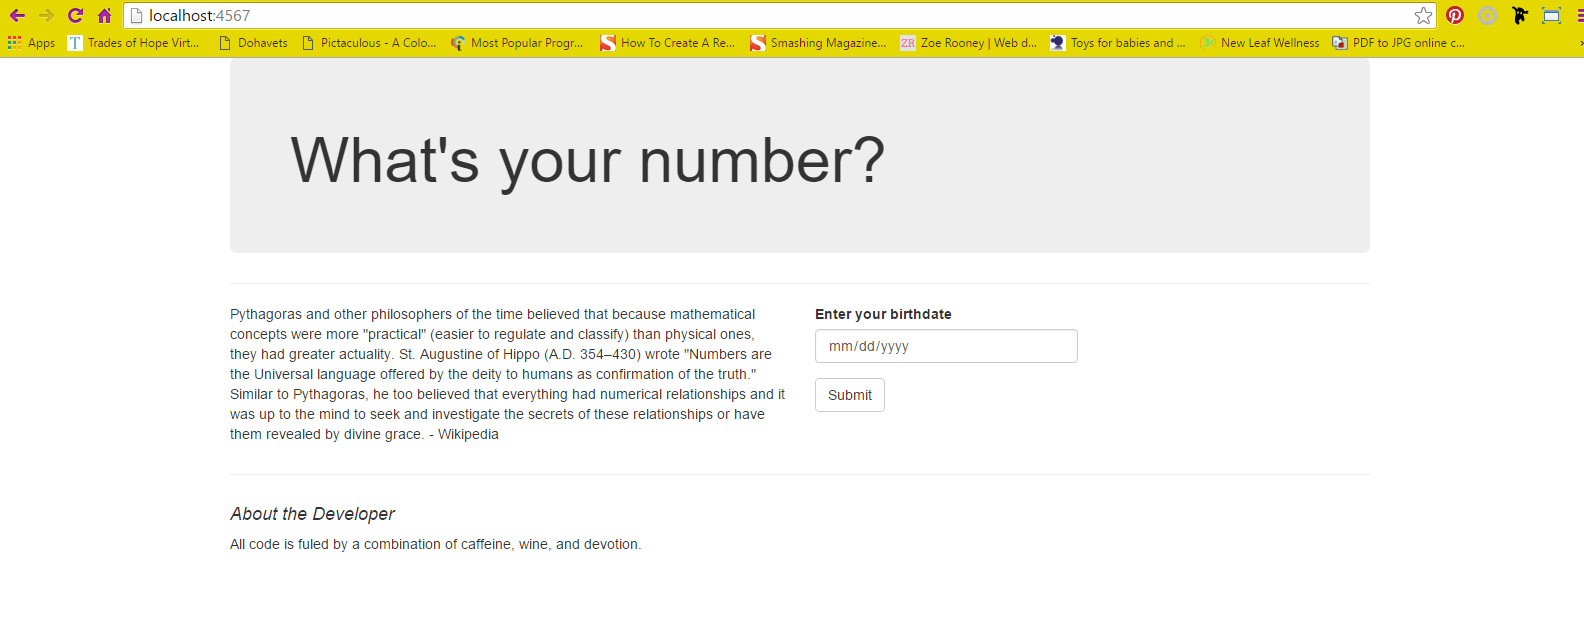 localhost:4567
Apps Trades of Hope Virt... Dohavets Pictaculous - A Colo... Most Popular Progr... How To Create A Re... Smashing Magazine... ZR Zoe Rooney | Web d... Toys for babies and ... New Leaf Wellness PDF to JPG online c...
What's your number?
Pythagoras and other philosophers of the time believed that because mathematical
concepts were more "practical" (easier to regulate and classify) than physical ones,
they had greater actuality. St. Augustine of Hippo (A.D. 354–430) wrote "Numbers are
the Universal language offered by the deity to humans as confirmation of the truth."
Similar to Pythagoras, he too believed that everything had numerical relationships and it
was up to the mind to seek and investigate the secrets of these relationships or have
them revealed by divine grace. - Wikipedia
Enter your birthdate
mm/dd/yyyy
Submit
About the Developer
All code is fuled by a combination of caffeine, wine, and devotion.